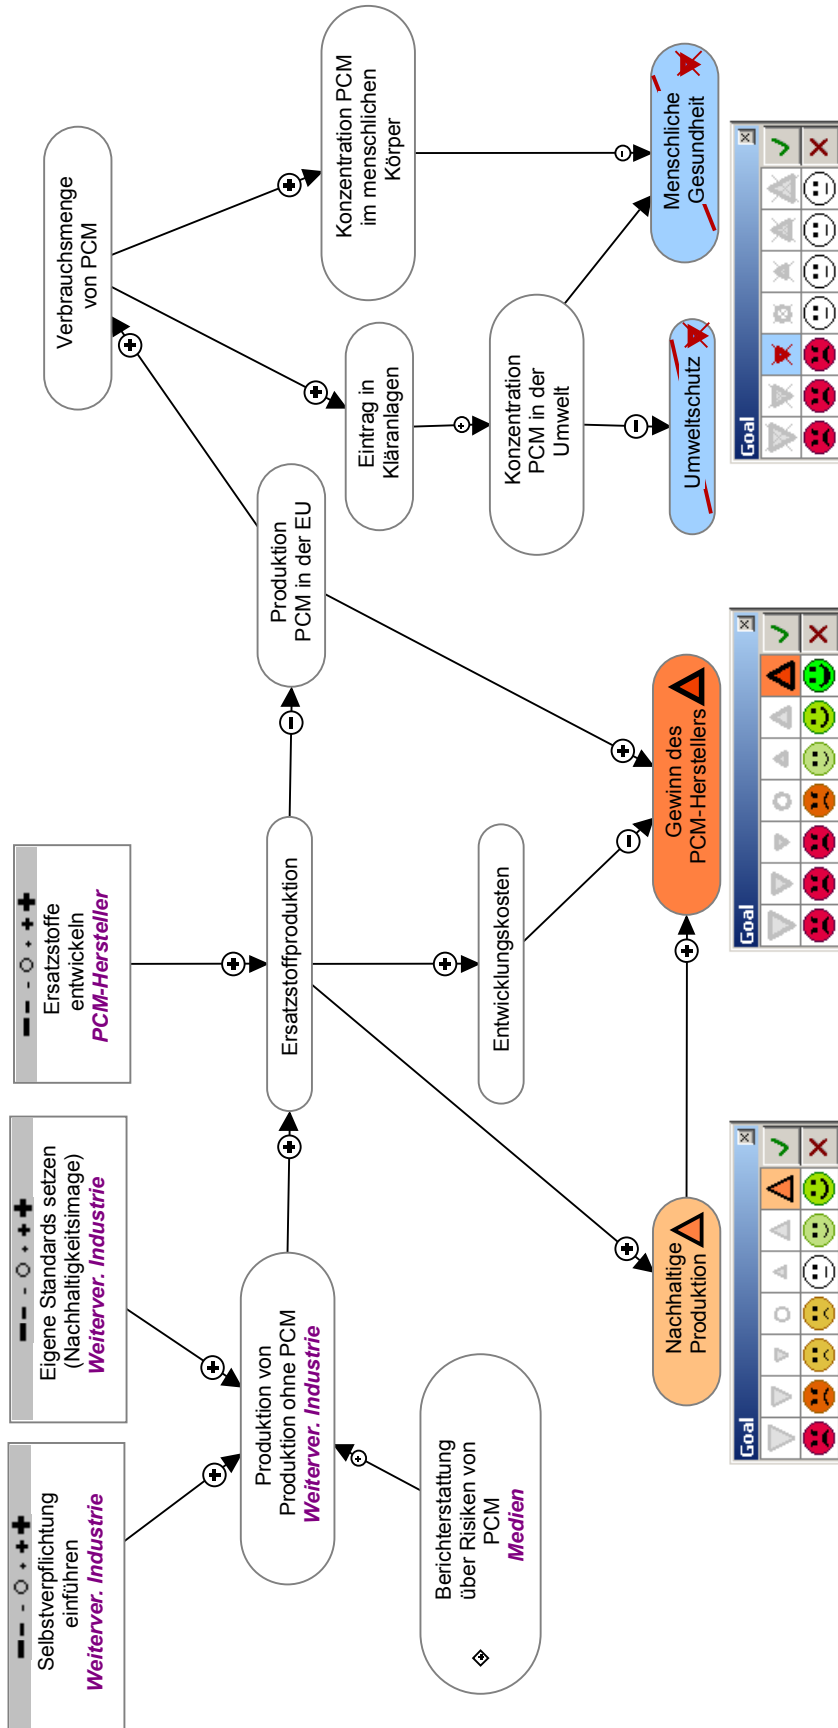 Selbstverpflichtung
einführen
Weiterver. Industrie
Eigene Standards setzen
(Nachhaltigkeitsimage)
Weiterver. Industrie
Ersatzstoffe
entwickeln
PCM-Hersteller
Verbrauchsmenge
von PCM
Produktion von
Produktion ohne PCM
Weiterver. Industrie
Ersatzstoffproduktion
Produktion
PCM in der EU
Eintrag in
Kläranlagen
Konzentration PCM
im menschlichen
Körper
Berichterstattung
über Risiken von
PCM
Medien
Entwicklungskosten
Konzentration
PCM in der
Umwelt
Nachhaltige
Produktion
Gewinn des
PCM-Herstellers
Umweltschutz
Menschliche
Gesundheit
Goal
Goal
Goal